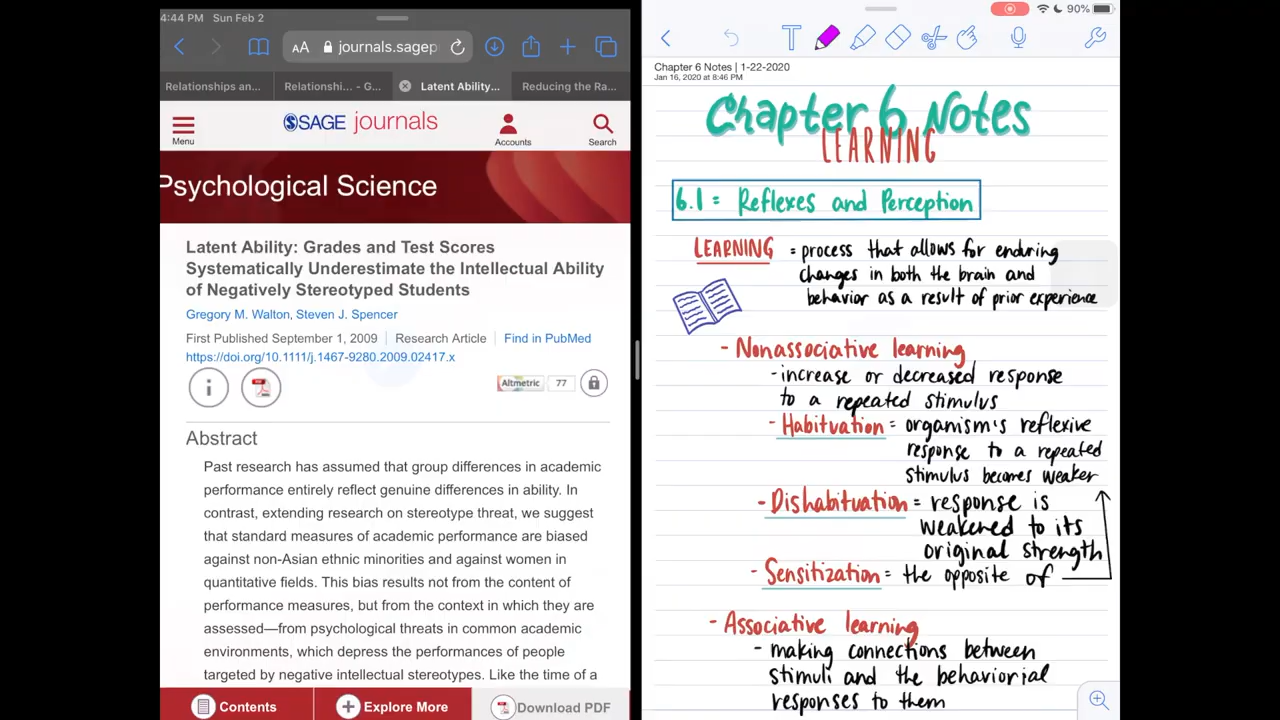 4:44 PM Sun Feb 2
AA journals.sagep
Relationships an...
Relationshi... - G...
Latent Ability:...
Reducing the Ra...
Menu
SAGE journals
Accounts
Search
Psychological Science
Latent Ability: Grades and Test Scores
Systematically Underestimate the Intellectual Ability
of Negatively Stereotyped Students
Gregory M. Walton, Steven J. Spencer
First Published September 1, 2009 Research Article Find in PubMed
https://doi.org/10.1111/j.1467-9280.2009.02417.x
Altmetric 77
Abstract
Past research has assumed that group differences in academic
performance entirely reflect genuine differences in ability. In
contrast, extending research on stereotype threat, we suggest
that standard measures of academic performance are biased
against non-Asian ethnic minorities and against women in
quantitative fields. This bias results not from the content of
performance measures, but from the context in which they are
assessed—from psychological threats in common academic
environments, which depress the performances of people
targeted by negative intellectual stereotypes. Like the time of a
Contents
Explore More
Download PDF
90%
Chapter 6 Notes | 1-22-2020
Jan 16, 2020 at 8:46 PM
Chapter 6 Notes
LEARNING
6.1 = Reflexes and Perception
LEARNING = process that allows for enduring
changes in both the brain and
behavior as a result of prior experience
- Nonassociative learning
- increase or decreased response
to a repeated stimulus
- Habituation = organism's reflexive
response to a repeated
stimulus becomes weaker
- Dishabituation = response is
weakened to its
original strength
- Sensitization = the opposite of
- Associative learning
- making connections between
stimuli and the behaviorial
responses to them